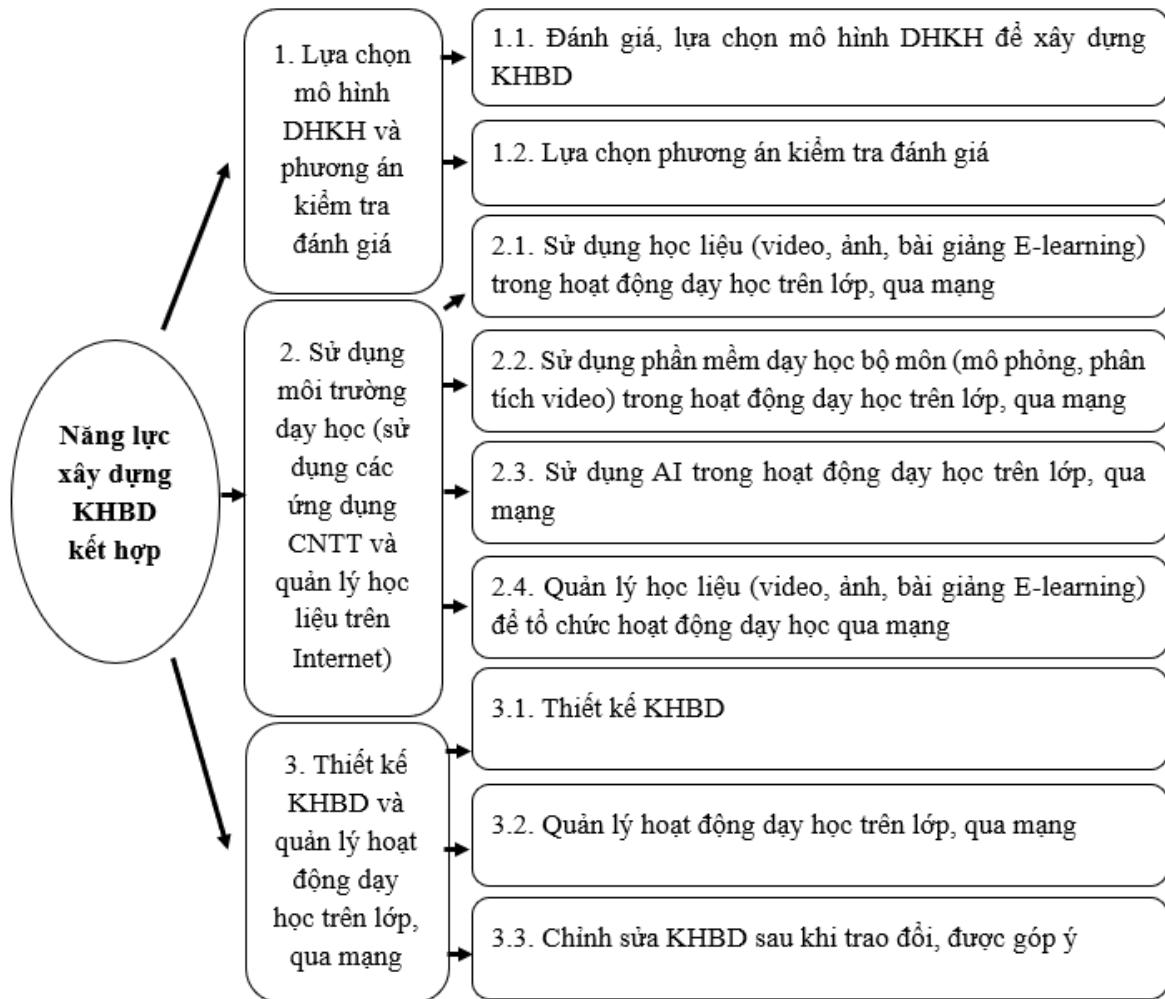 Năng lực
xây dựng
KHBD
kết hợp
1. Lựa chọn
mô hình
DHKH và
phương án
kiểm tra
đánh giá
1.1. Đánh giá, lựa chọn mô hình DHKH để xây dựng
KHBD
1.2. Lựa chọn phương án kiểm tra đánh giá
2. Sử dụng
môi trường
dạy học (sử
dụng các
ứng dụng
CNTT và
quản lý học
liệu trên
Internet)
2.1. Sử dụng học liệu (video, ảnh, bài giảng E-learning)
trong hoạt động dạy học trên lớp, qua mạng
2.2. Sử dụng phần mềm dạy học bộ môn (mô phỏng, phân
tích video) trong hoạt động dạy học trên lớp, qua mạng
2.3. Sử dụng AI trong hoạt động dạy học trên lớp, qua
mạng
2.4. Quản lý học liệu (video, ảnh, bài giảng E-learning)
để tổ chức hoạt động dạy học qua mạng
3. Thiết kế
KHBD và
quản lý hoạt
động dạy
học trên lớp,
qua mạng
3.1. Thiết kế KHBD
3.2. Quản lý hoạt động dạy học trên lớp, qua mạng
3.3. Chỉnh sửa KHBD sau khi trao đổi, được góp ý